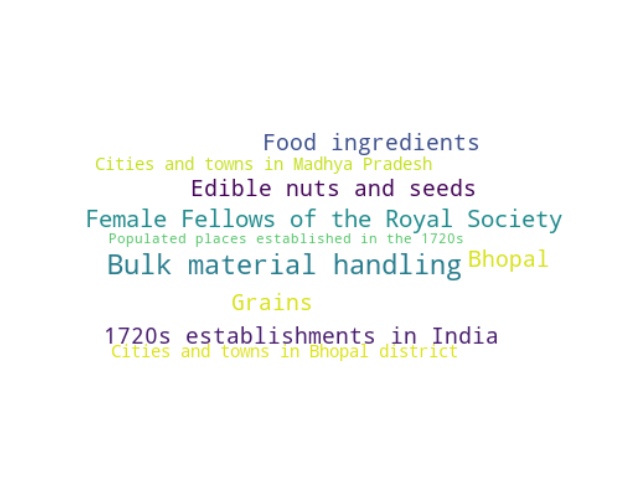 Food ingredients
Cities and towns in Madhya Pradesh
Edible nuts and seeds
Female Fellows of the Royal Society
Populated places established in the 1720s
Bulk material handling
Bhopal
Grains
1720s establishments in India
Cities and towns in Bhopal district